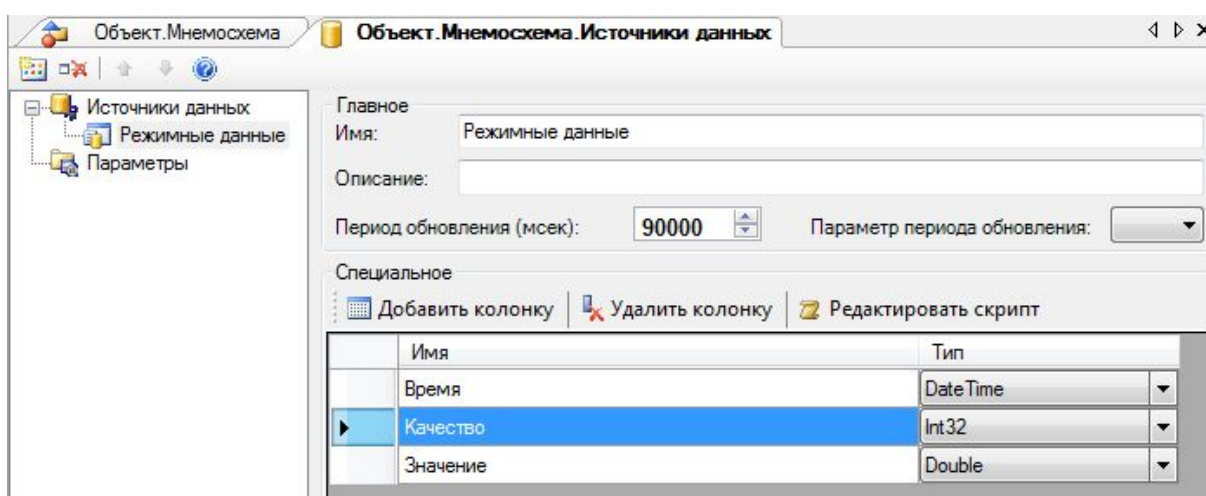 Объект.Мнемосхема Объект.Мнемосхема.Источники данных
Источники данных
Режимные данные
Параметры
Главное
Имя: Режимные данные
Описание:
Период обновления (мсек): 90000 Параметр периода обновления:
Специальное
Добавить колонку Удалить колонку Редактировать скрипт
Имя Тип
Время DateTime
Качество Int32
Значение Double